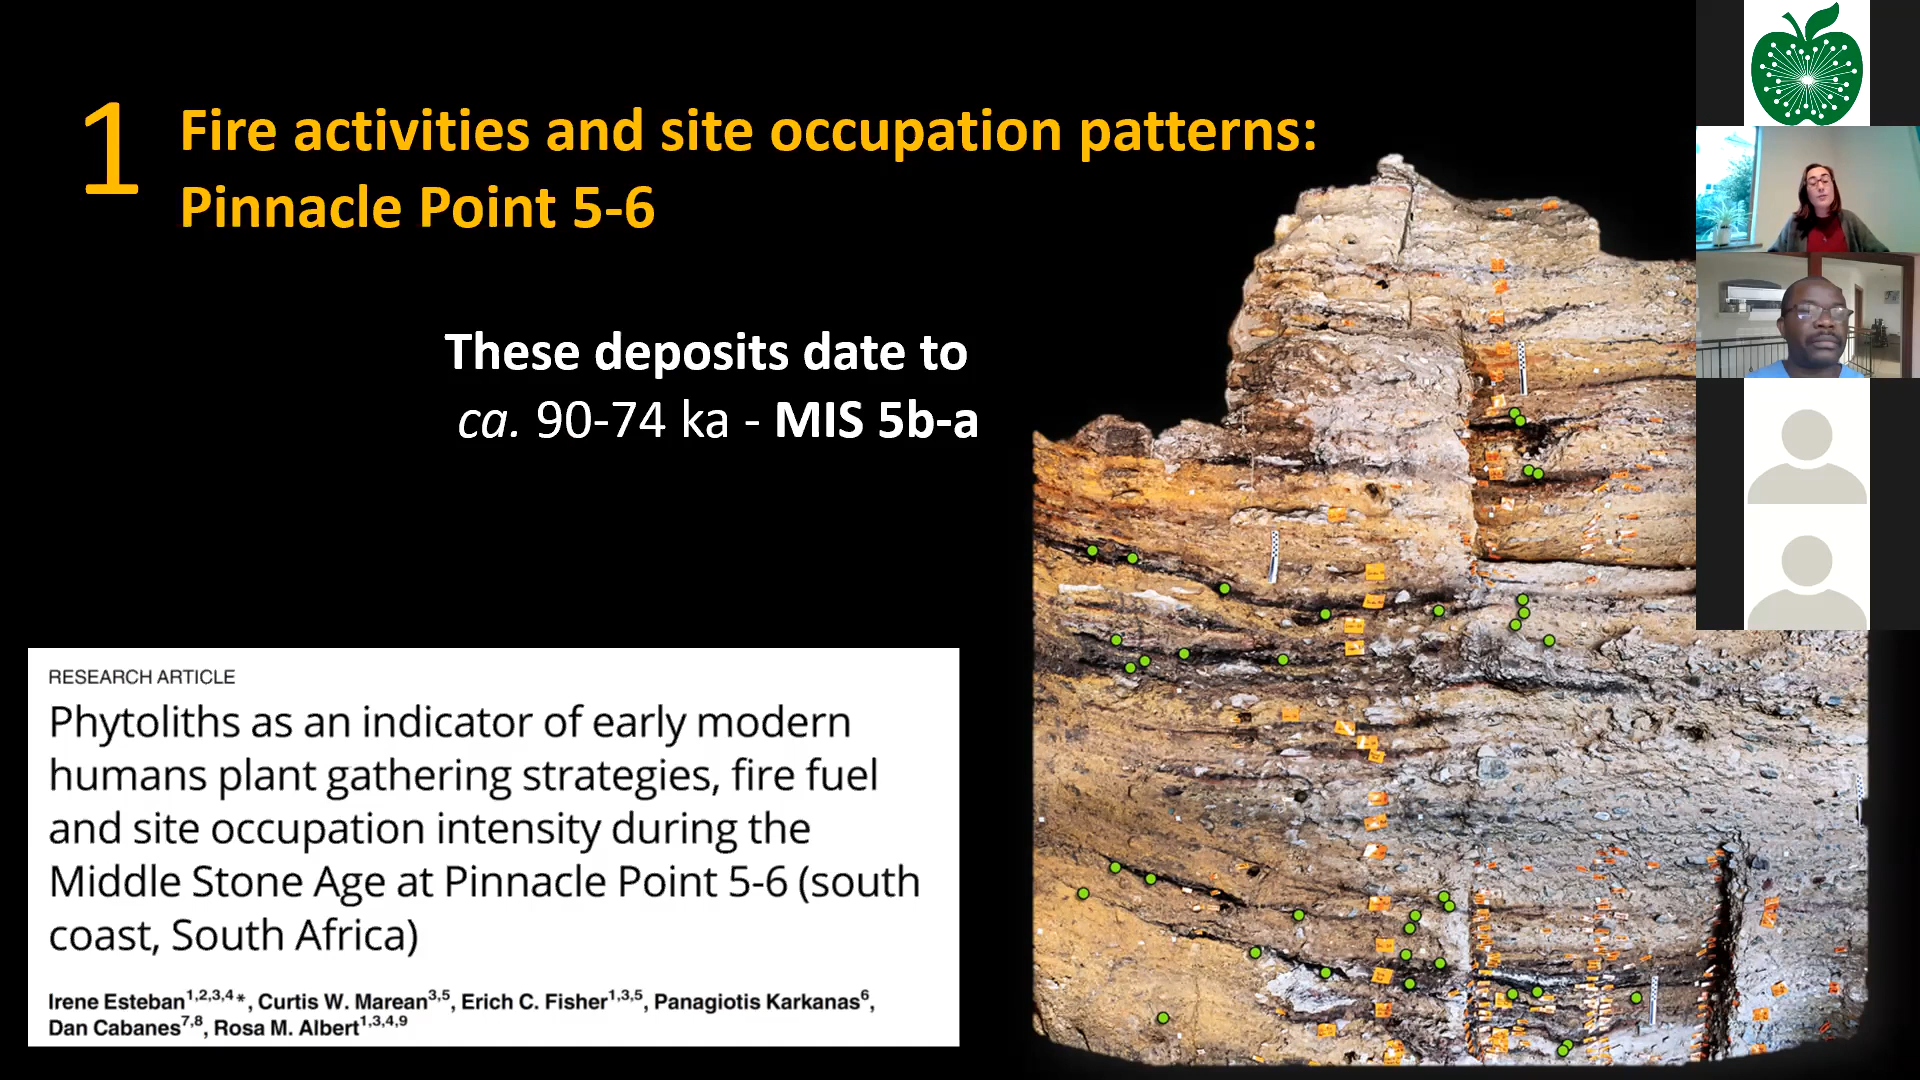 1
Fire activities and site occupation patterns:
Pinnacle Point 5-6
These deposits date to
ca. 90-74 ka - MIS 5b-a
RESEARCH ARTICLE
Phytoliths as an indicator of early modern
humans plant gathering strategies, fire fuel
and site occupation intensity during the
Middle Stone Age at Pinnacle Point 5-6 (south
coast, South Africa)
Irene Esteban1,2,3,4*, Curtis W. Marean3,5, Erich C. Fisher1,3,5, Panagiotis Karkanas6,
Dan Cabanes7,8, Rosa M. Albert1,3,4,9